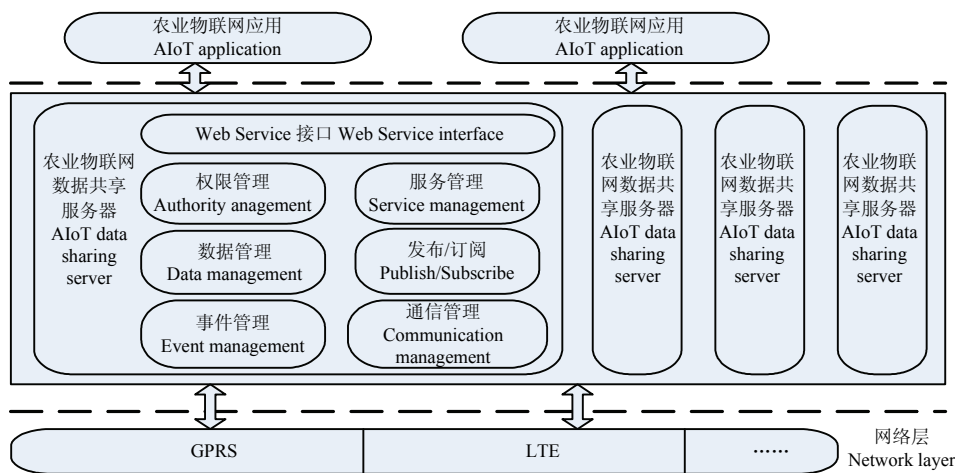 农业物联网应用
AIoT application
农业物联网应用
AIoT application
Web Service 接口 Web Service interface
农业物联网
数据共享
服务器
AIoT data
sharing
server
权限管理
Authority anagement
服务管理
Service management
数据管理
Data management
发布/订阅
Publish/Subscribe
事件管理
Event management
通信管理
Communication
management
农业物联
网数据共
享服务器
AIoT data
sharing
server
农业物联
网数据共
享服务器
AIoT data
sharing
server
农业物联
网数据共
享服务器
AIoT data
sharing
server
GPRS
LTE
……
网络层
Network layer